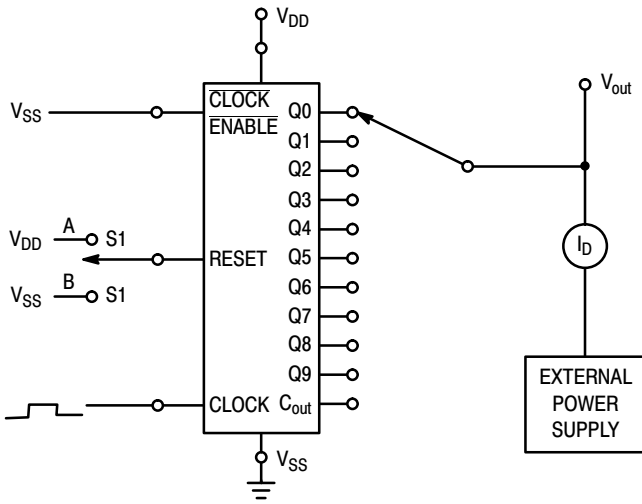 VDD
VSS
CLOCK
ENABLE
Q0
Q1
Q2
Q3
Q4
Q5
Q6
Q7
Q8
Q9
Cout
Vout
VDD A S1
RESET
VSS B S1
ID
CLOCK
VSS
EXTERNAL
POWER
SUPPLY